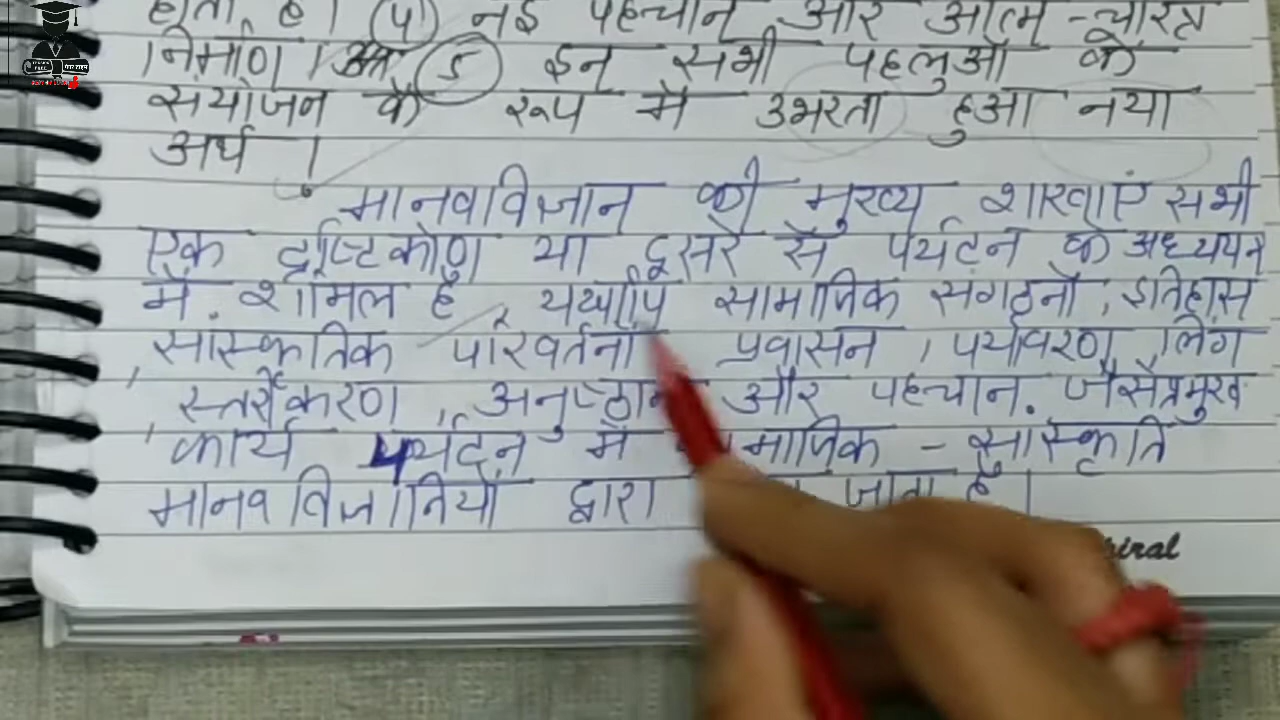 होता है। (4) नई पहचान और आत्म-चरित्र
निर्माण। 5 इन सभी पहलुओं के
संयोजन के रूप में उभरता हुआ नया
अर्थ।
मानवविज्ञान की मुख्य शाखाएं सभी
एक दृष्टिकोण या दूसरे से पर्यटन के अध्ययन
में शामिल है, यद्यपि सामाजिक संगठनों, इतिहास
सांस्कृतिक परिवर्तनों प्रवासन, पर्यावरण, लिंग
, स्तरीकरण, अनुष्ठान और पहचान जैसे प्रमुख
, कार्य पर्यटन में सामाजिक - सांस्कृति
मानव विज्ञानियों द्वारा जाता है।
Spiral